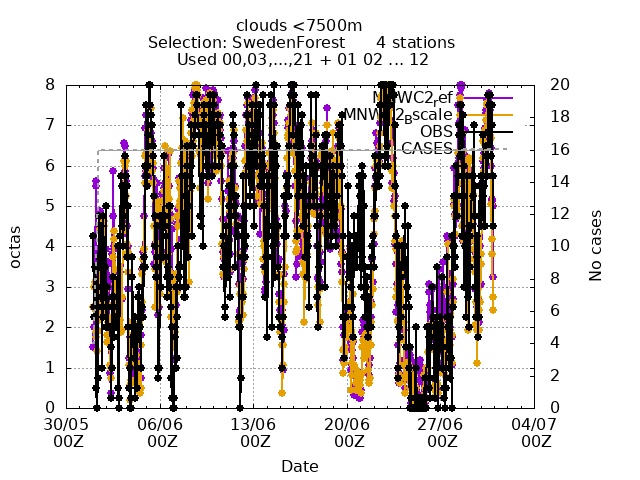 clouds <7500m
Selection: SwedenForest 4 stations
Used 00,03,...,21 + 01 02 ... 12
8 20
7 18
6 16
5 14
4 12
3 10
2 8
1 6
0 4
2
0
octas
No cases
MNWC2_ref
OBS
CASES
30/05 06/06 13/06 20/06 27/06 04/07
00Z 00Z 00Z 00Z 00Z 00Z
Date